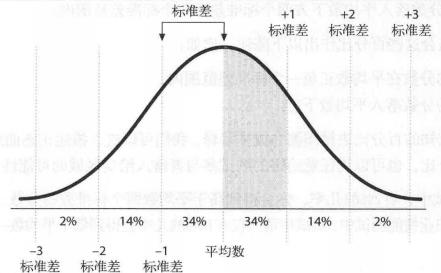 标准差
+1
标准差
+2
标准差
+3
标准差
2% 14% 34% 34% 14% 2%
–3
标准差
–2
标准差
–1
标准差
平均数